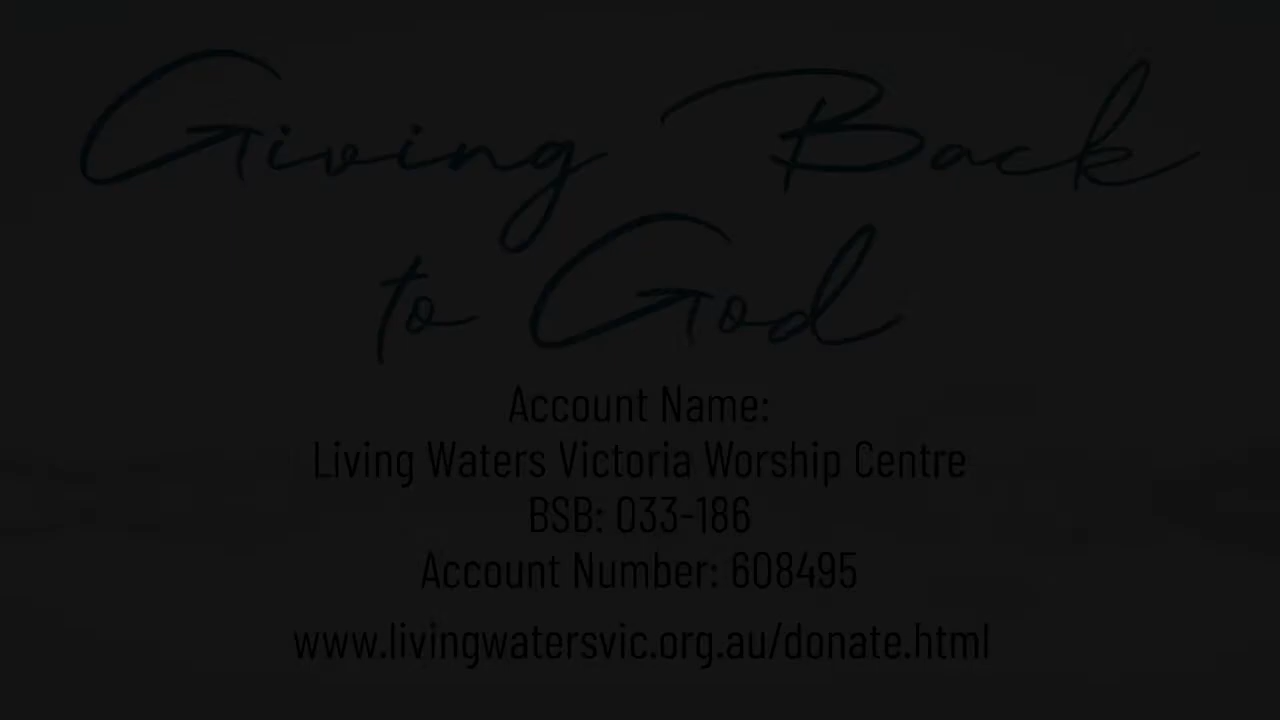 Giving Back
to God
Account Name:
Living Waters Victoria Worship Centre
BSB: 033-186
Account Number: 608495
www.livingwatersvic.org.au/donate.html